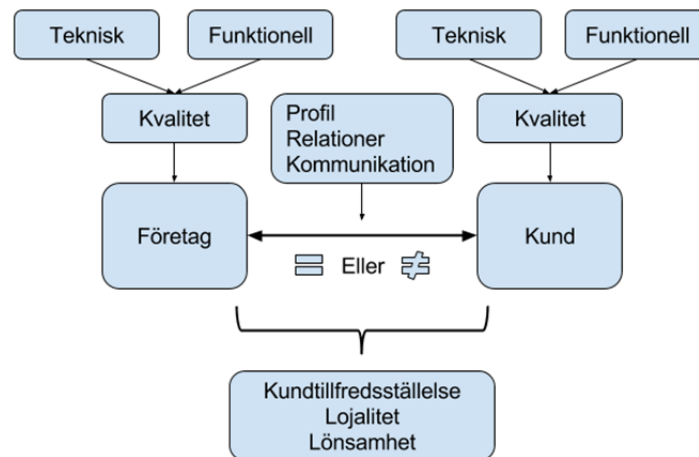 Teknisk
Funktionell
Teknisk
Funktionell
Kvalitet
Kvalitet
Profil
Relationer
Kommunikation
Företag
Kund
= Eller ≠
Kundtillfredsställelse
Lojalitet
Lönsamhet